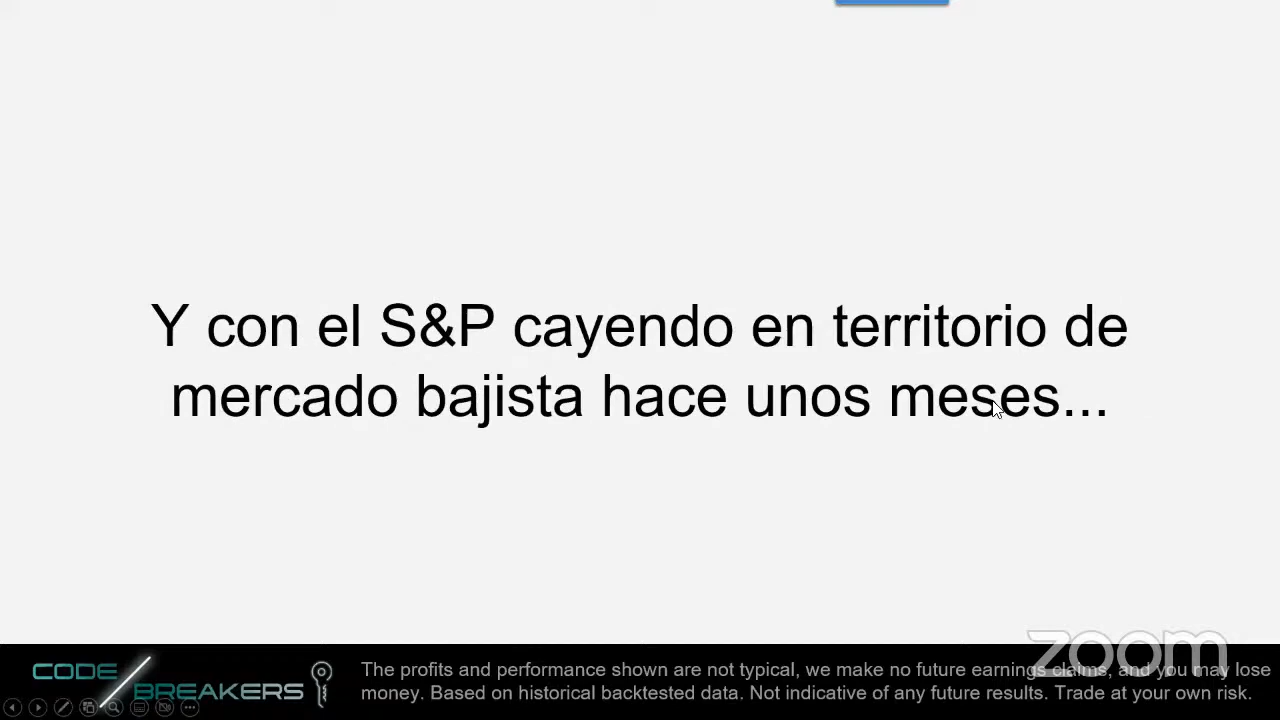 Y con el S&P cayendo en territorio de
mercado bajista hace unos meses...
zoom
CODE
BREAKERS
The profits and performance shown are not typical, we make no future earnings claims, and you may lose
money. Based on historical backtested data. Not indicative of any future results. Trade at your own risk.